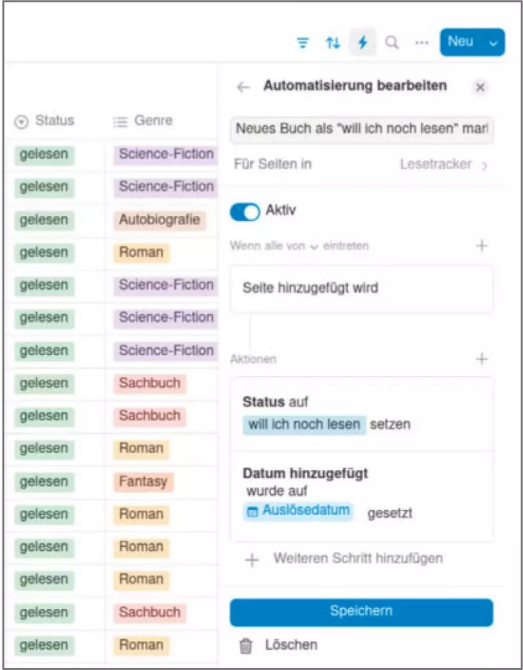 Neu
Automatisierung bearbeiten
Status Genre
Neues Buch als "will ich noch lesen" mar
Für Seiten in Lesetracker
gelesen Science-Fiction
gelesen Science-Fiction
gelesen Autobiografie
gelesen Roman
gelesen Science-Fiction
gelesen Science-Fiction
gelesen Science-Fiction
gelesen Sachbuch
gelesen Sachbuch
gelesen Roman
gelesen Fantasy
gelesen Roman
gelesen Roman
gelesen Roman
gelesen Sachbuch
gelesen Roman
Aktiv
Wenn alle von eintreten
Seite hinzugefügt wird
Aktionen
Status auf
will ich noch lesen setzen
Datum hinzugefügt
wurde auf
Auslösedatum gesetzt
Weiteren Schritt hinzufügen
Speichern
Löschen